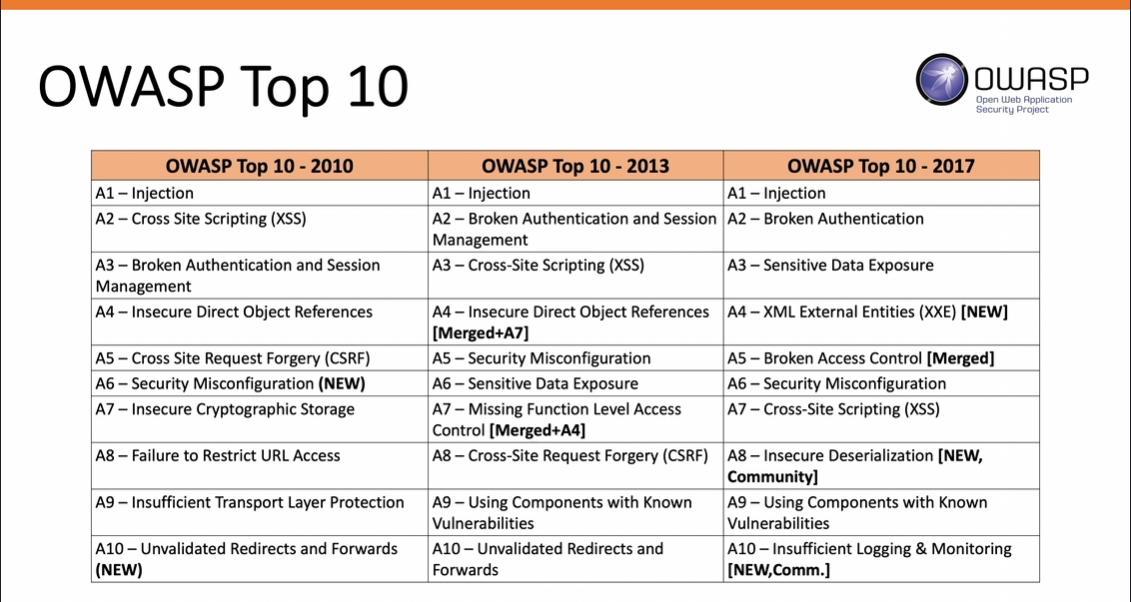 OWASP Top 10
OWASP
Open Web Application
Security Project
OWASP Top 10 - 2010
OWASP Top 10 - 2013
OWASP Top 10 - 2017
A1 – Injection
A1 – Injection
A1 – Injection
A2 – Cross Site Scripting (XSS)
A2 – Broken Authentication and Session
Management
A2 – Broken Authentication
A3 – Broken Authentication and Session
Management
A3 – Cross-Site Scripting (XSS)
A3 – Sensitive Data Exposure
A4 – Insecure Direct Object References
A4 – Insecure Direct Object References
[Merged+A7]
A4 – XML External Entities (XXE) [NEW]
A5 – Cross Site Request Forgery (CSRF)
A5 – Security Misconfiguration
A5 – Broken Access Control [Merged]
A6 – Security Misconfiguration (NEW)
A6 – Sensitive Data Exposure
A6 – Security Misconfiguration
A7 – Insecure Cryptographic Storage
A7 – Missing Function Level Access
Control [Merged+A4]
A7 – Cross-Site Scripting (XSS)
A8 – Failure to Restrict URL Access
A8 – Cross-Site Request Forgery (CSRF)
A8 – Insecure Deserialization [NEW,
Community]
A9 – Insufficient Transport Layer Protection
A9 – Using Components with Known
Vulnerabilities
A9 – Using Components with Known
Vulnerabilities
A10 – Unvalidated Redirects and Forwards
(NEW)
A10 – Unvalidated Redirects and
Forwards
A10 – Insufficient Logging & Monitoring
[NEW,Comm.]